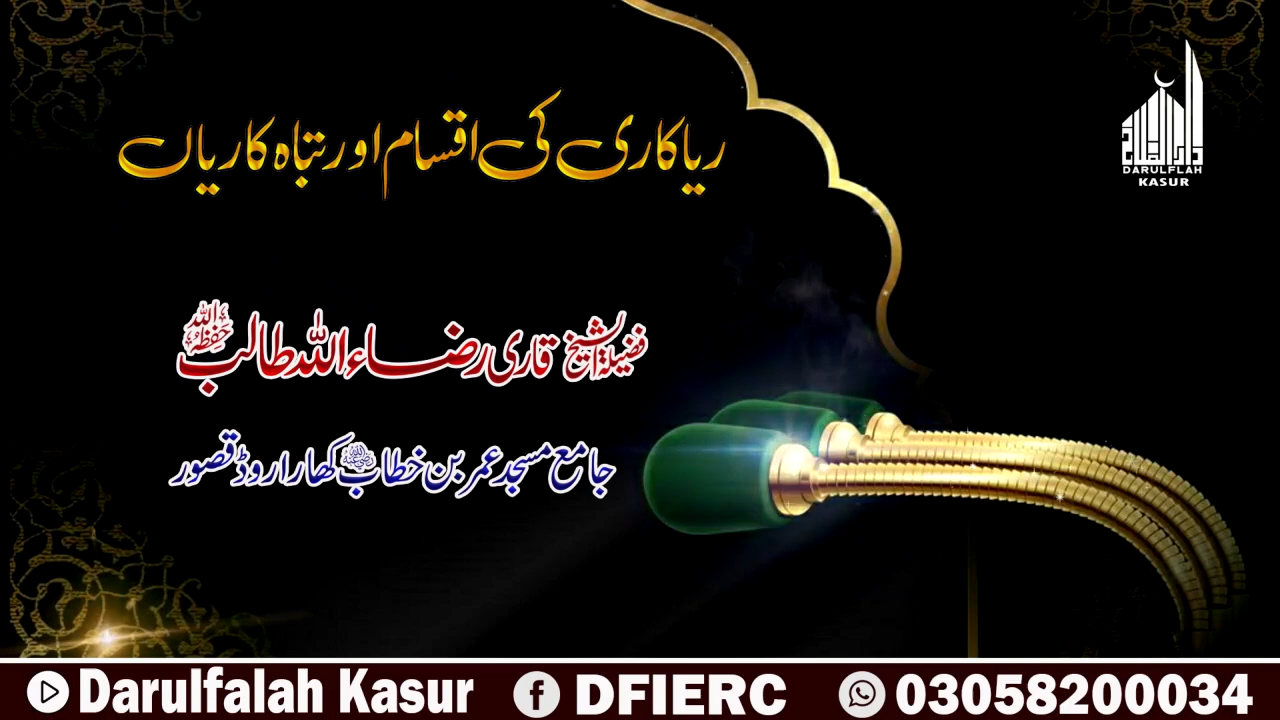 ریاکاری کی اقسام اور تباہ کاریاں
دارالفلاح
DARULFLAH
KASUR
فضیلۃ الشیخ قاری رضاء اللہ طالب حفظہ اللہ
جامع مسجد عمر بن خطاب رضی اللہ عنہ کھارا روڈ قصور
Darulfalah Kasur
DFIERC
03058200034